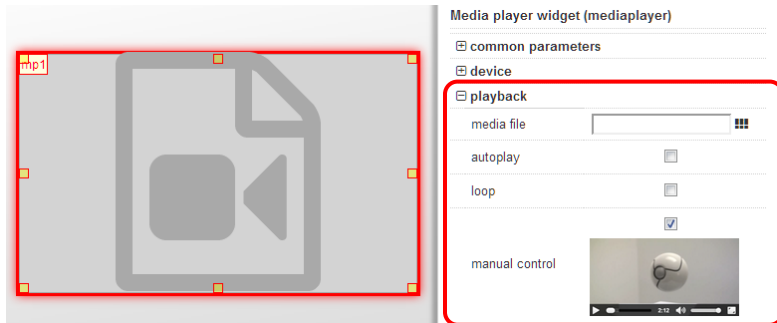 mp1
Media player widget (mediaplayer)
common parameters
device
playback
media file
autoplay
loop
manual control
2:12